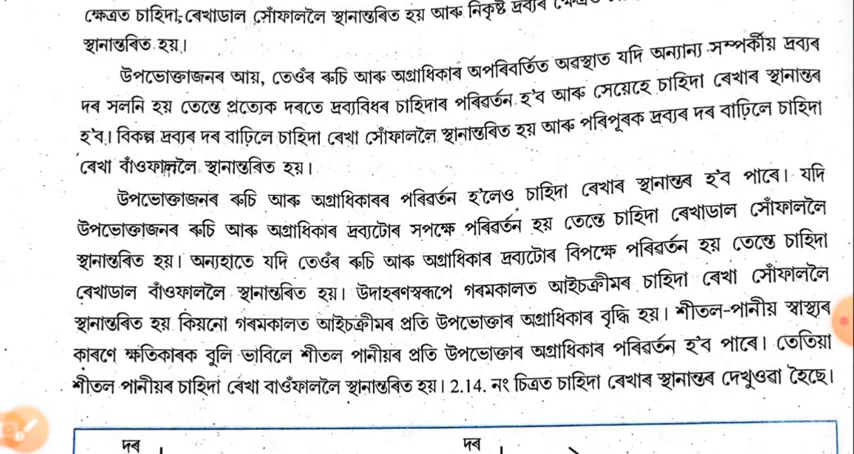 ক্ষেত্ৰত চাহিদা ৰেখাডাল সোঁফাললৈ স্থানান্তৰিত হয় আৰু নিকৃষ্ট দ্ৰব্যৰ
স্থানান্তৰিত হয়।
উপভোক্তাজনৰ আয়, তেওঁৰ ৰুচি আৰু অগ্ৰাধিকাৰ অপৰিবৰ্তিত অৱস্থাত যদি অন্যান্য সম্পৰ্কীয় দ্ৰব্যৰ
দৰ সলনি হয় তেন্তে প্ৰত্যেক দৰতে দ্ৰব্যবিধৰ চাহিদাৰ পৰিৱৰ্তন হ'ব আৰু সেয়েহে চাহিদা ৰেখাৰ স্থানান্তৰ
হ'ব। বিকল্প দ্ৰব্যৰ দৰ বাঢ়িলে চাহিদা ৰেখা সোঁফাললৈ স্থানান্তৰিত হয় আৰু পৰিপূৰক দ্ৰব্যৰ দৰ বাঢ়িলে চাহিদা
ৰেখা বাঁওফাললৈ স্থানান্তৰিত হয়।
উপভোক্তাজনৰ ৰুচি আৰু অগ্ৰাধিকাৰৰ পৰিৱৰ্তন হ'লেও চাহিদা ৰেখাৰ স্থানান্তৰ হ'ব পাৰে। যদি
উপভোক্তাজনৰ ৰুচি আৰু অগ্ৰাধিকাৰ দ্ৰব্যটোৰ সপক্ষে পৰিৱৰ্তন হয় তেন্তে চাহিদা ৰেখাডাল সোঁফাললৈ
স্থানান্তৰিত হয়। অন্যহাতে যদি তেওঁৰ ৰুচি আৰু অগ্ৰাধিকাৰ দ্ৰব্যটোৰ বিপক্ষে পৰিৱৰ্তন হয় তেন্তে চাহিদা
ৰেখাডাল বাঁওফাললৈ স্থানান্তৰিত হয়। উদাহৰণস্বৰূপে গৰমকালত আইচক্ৰীমৰ চাহিদা ৰেখা সোঁফাললৈ
স্থানান্তৰিত হয় কিয়নো গৰমকালত আইচক্ৰীমৰ প্ৰতি উপভোক্তাৰ অগ্ৰাধিকাৰ বৃদ্ধি হয়। শীতল-পানীয় স্বাস্থ্যৰ
কাৰণে ক্ষতিকাৰক বুলি ভাবিলে শীতল পানীয়ৰ প্ৰতি উপভোক্তাৰ অগ্ৰাধিকাৰ পৰিৱৰ্তন হ'ব পাৰে। তেতিয়া
শীতল পানীয়ৰ চাহিদা ৰেখা বাওঁফাললৈ স্থানান্তৰিত হয়। 2.14. নং চিত্ৰত চাহিদা ৰেখাৰ স্থানান্তৰ দেখুওৱা হৈছে।
দৰ দৰ